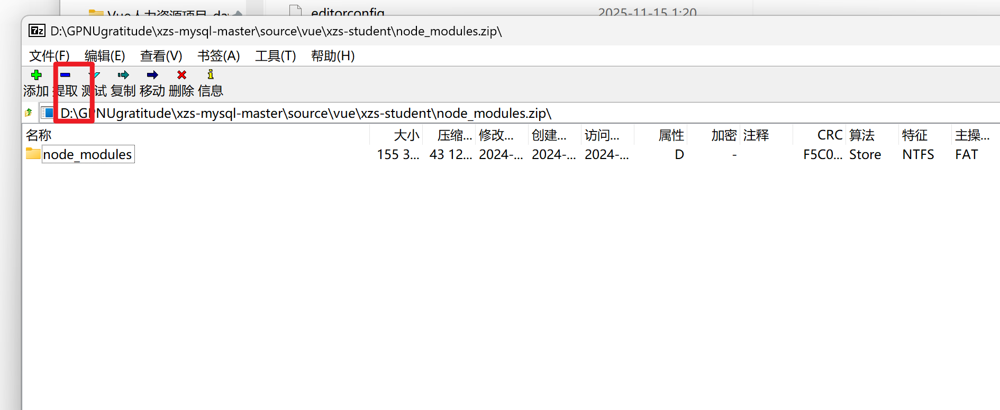 Vue人力资源项目_da
editorconfig
2025-11-15 1:20
D:\GPNUgratitude\xzs-mysql-master\source\vue\xzs-student\node_modules.zip\
文件(F) 编辑(E) 查看(V) 书签(A) 工具(T) 帮助(H)
添加 提取 测试 复制 移动 删除 信息
D:\GPNUgratitude\xzs-mysql-master\source\vue\xzs-student\node_modules.zip\
名称 大小 压缩... 修改... 创建... 访问... 属性 加密 注释 CRC 算法 特征 主操...
node_modules 155 3... 43 12... 2024-... 2024-... 2024-... D - F5C0... Store NTFS FAT